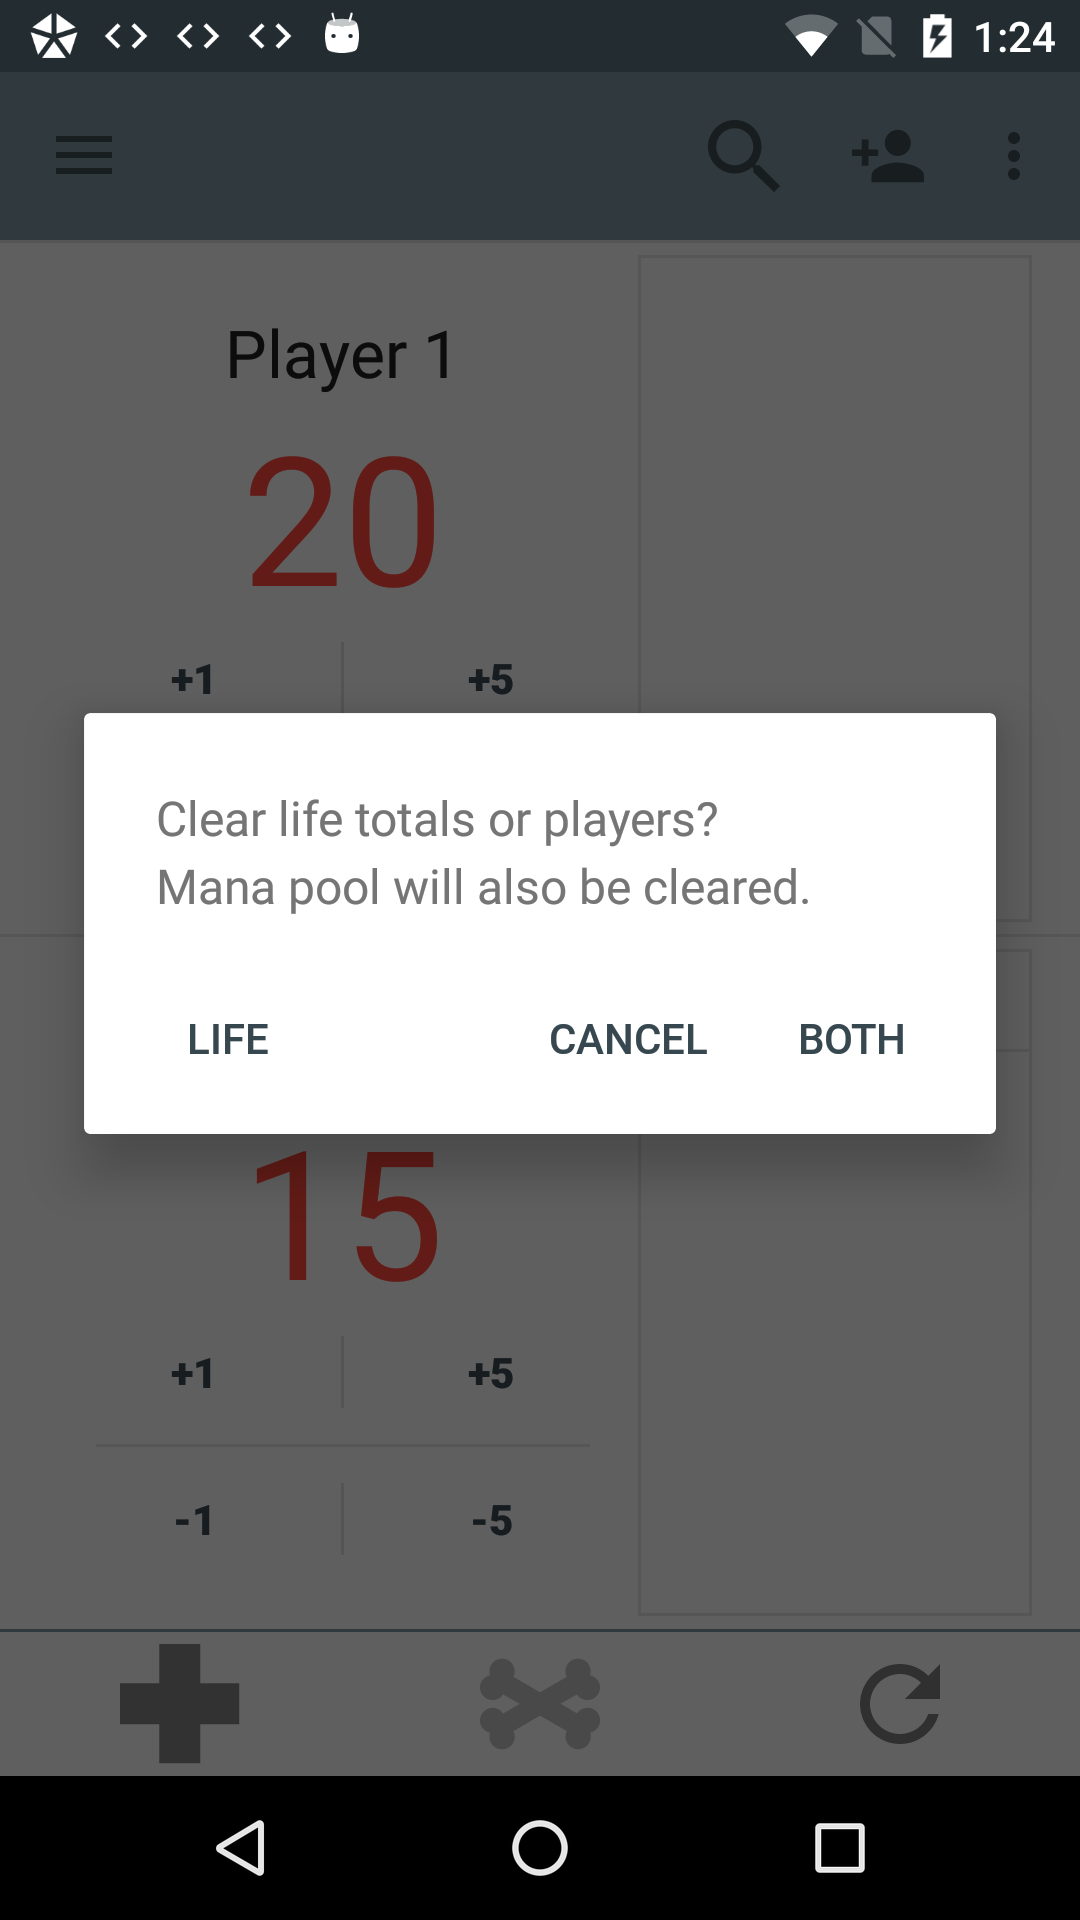 1:24
Player 1
20
+1 +5
Clear life totals or players?
Mana pool will also be cleared.
LIFE CANCEL BOTH
15
+1 +5
-1 -5